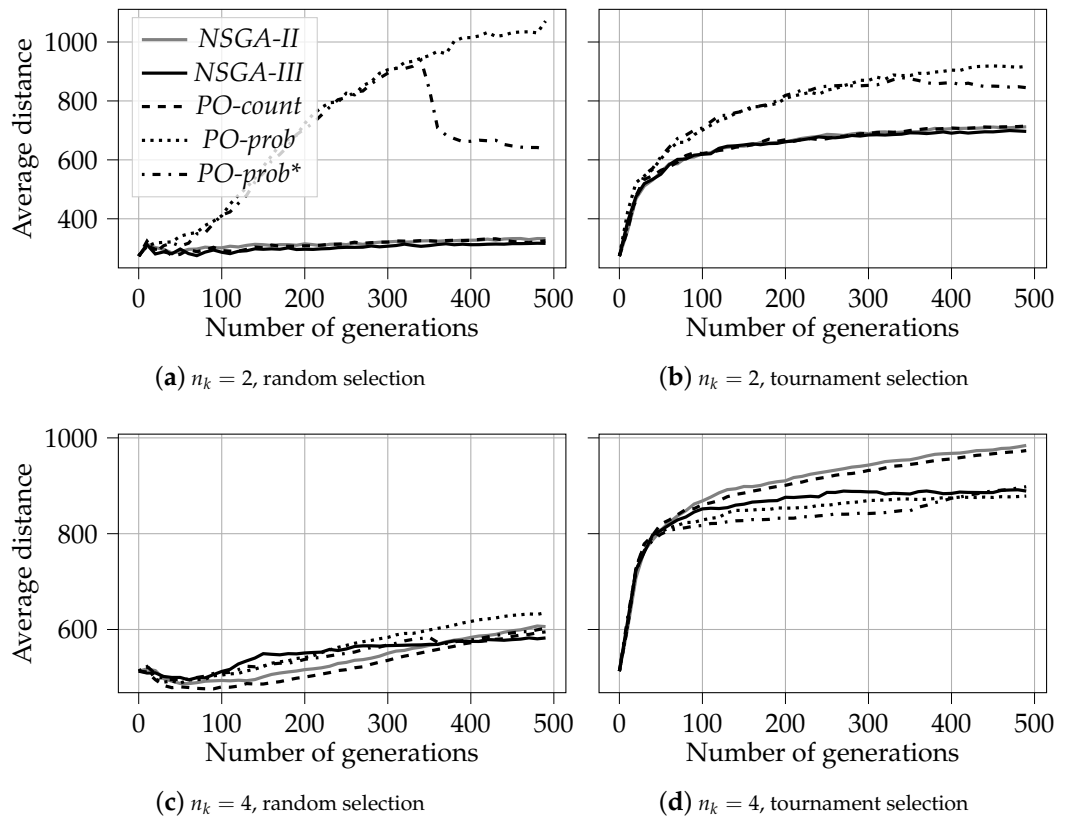 1000
800
600
400
Average distance
NSGA-II
NSGA-III
PO-count
PO-prob
PO-prob*
0 100 200 300 400 500
Number of generations
0 100 200 300 400 500
Number of generations
(a) n_k = 2, random selection
(b) n_k = 2, tournament selection
1000
800
600
Average distance
0 100 200 300 400 500
Number of generations
0 100 200 300 400 500
Number of generations
(c) n_k = 4, random selection
(d) n_k = 4, tournament selection